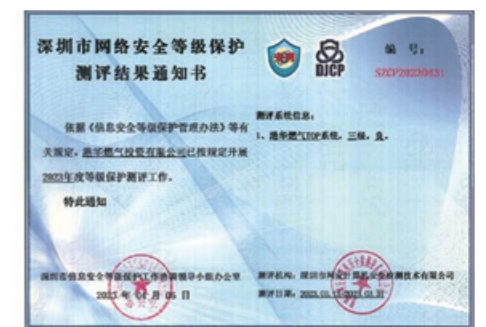 深圳市网络安全等级保护
测评结果通知书
DJCP
编 号:
依据《信息安全等级保护管理办法》等有
关规定,港华燃气投资有限公司已按规定开展
2023年度等级保护测评工作。
特此通知
测评系统信息:
1、港华燃气TOP系统,三级,良。
深圳市信息安全等级保护工作协调领导小组办公室
测评机构:深圳市网安计算机安全检测技术有限公司
测评日期: